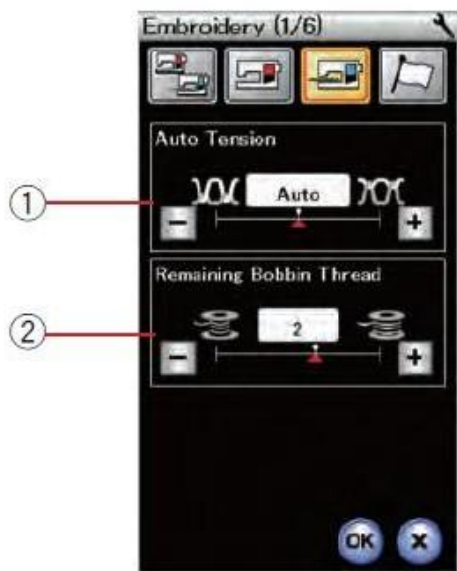 Embroidery (1/6)
Auto Tension
①
Auto
− +
Remaining Bobbin Thread
②
2
− +
OK X